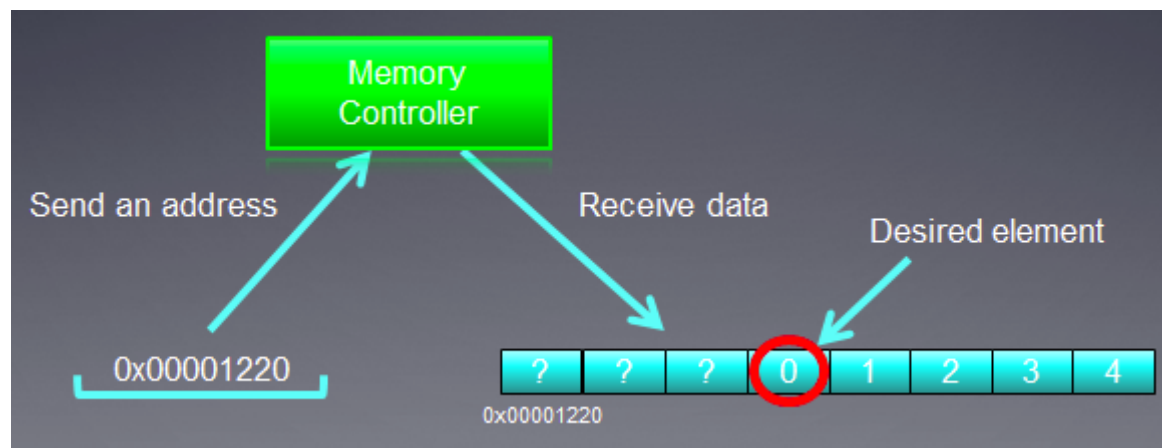 Memory
Controller
Send an address
Receive data
Desired element
0x00001220
? ? ? 0 1 2 3 4
0x00001220